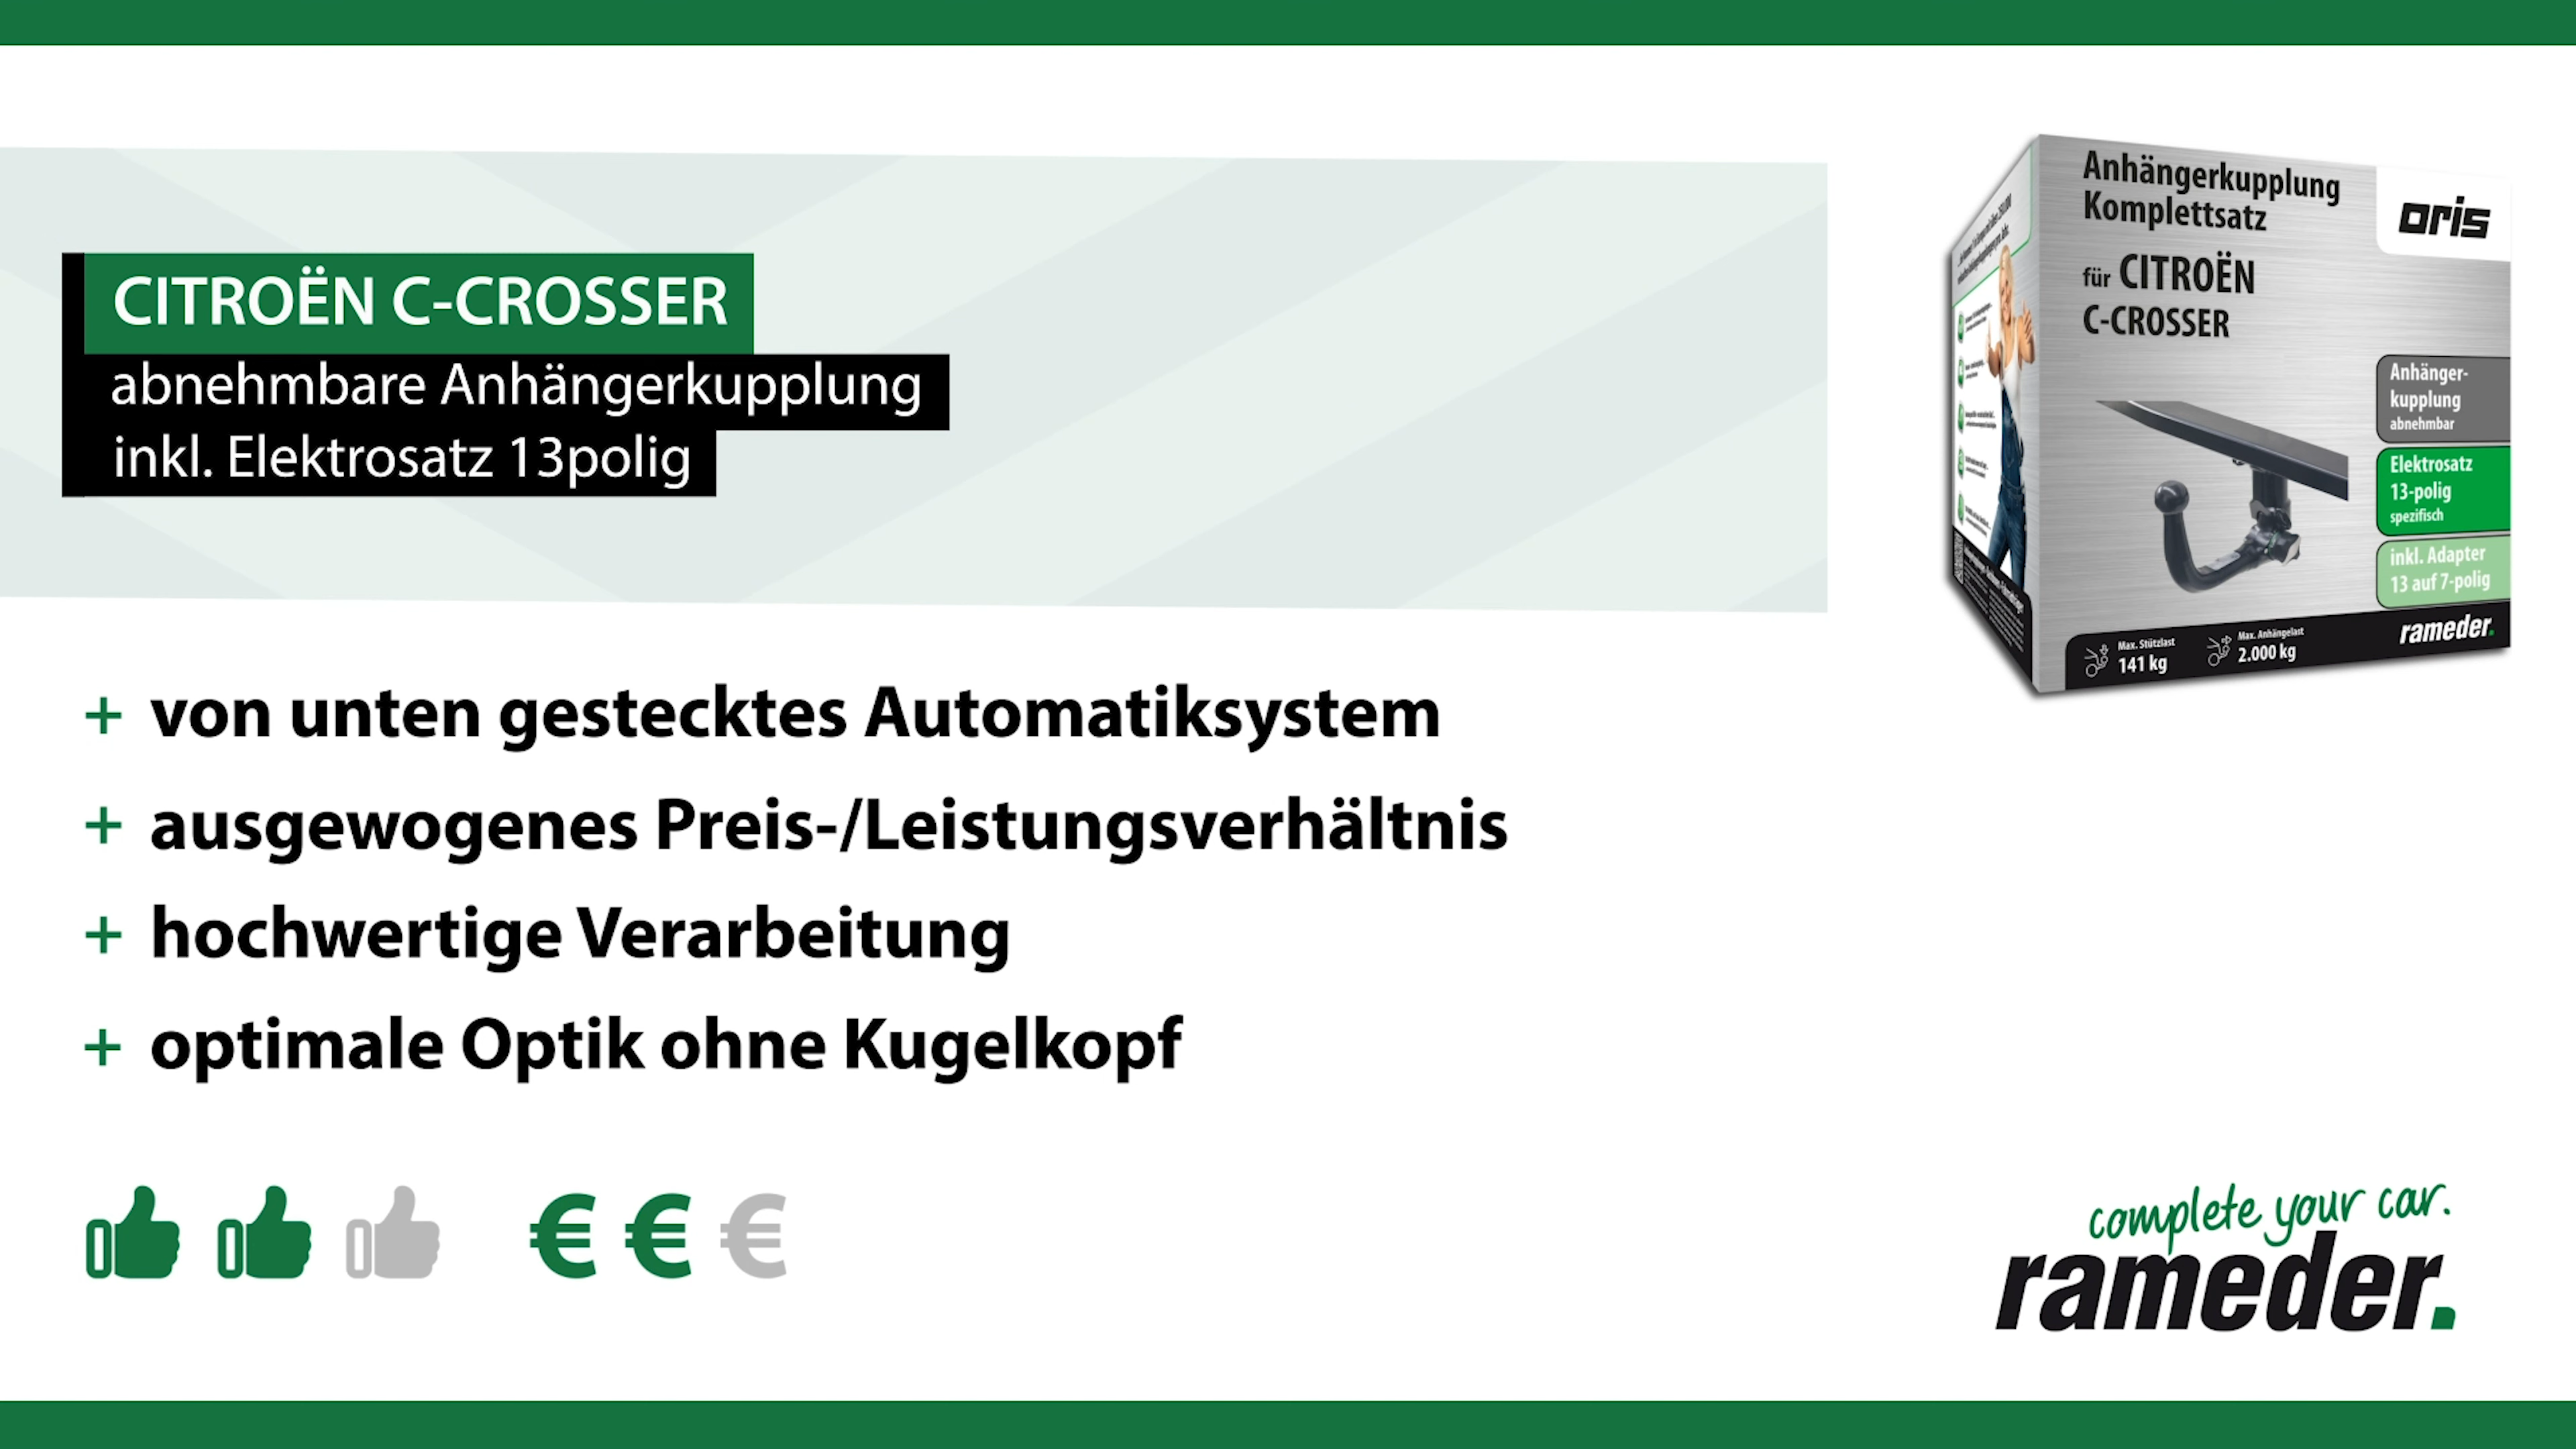 CITROËN C-CROSSER
abnehmbare Anhängerkupplung
inkl. Elektrosatz 13polig
Anhängerkupplung
Komplettsatz
oris
für CITROËN
C-CROSSER
Anhänger-
kupplung
abnehmbar
Elektrosatz
13-polig
spezifisch
inkl. Adapter
13 auf 7-polig
Max. Stützlast
141 kg
Max. Anhängelast
2.000 kg
rameder.
+ von unten gestecktes Automatiksystem
+ ausgewogenes Preis-/Leistungsverhältnis
+ hochwertige Verarbeitung
+ optimale Optik ohne Kugelkopf
€ € €
complete your car.
rameder.